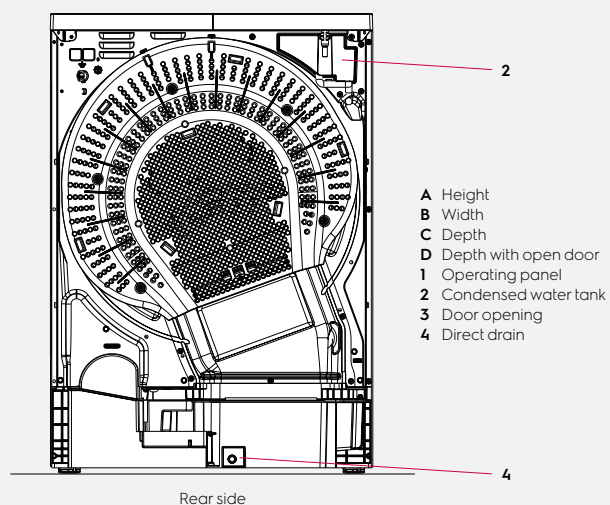 2
A Height
B Width
C Depth
D Depth with open door
1 Operating panel
2 Condensed water tank
3 Door opening
4 Direct drain
4
Rear side